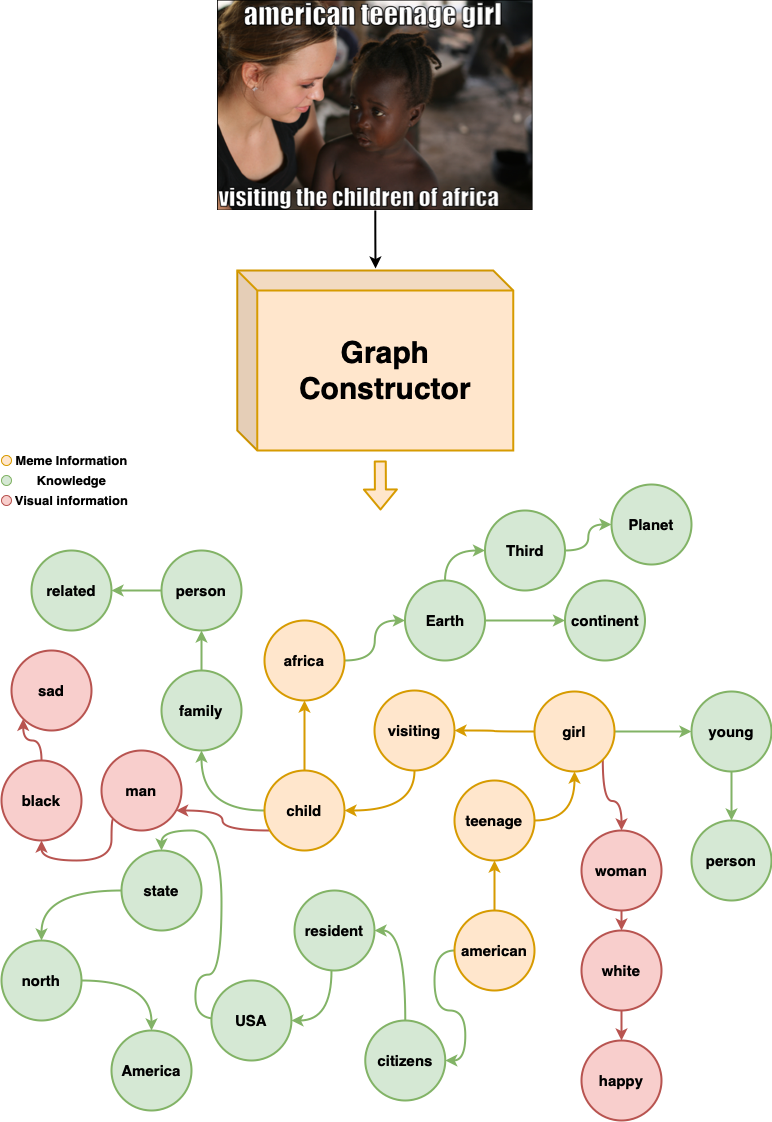 american teenage girl
visiting the children of africa
Graph
Constructor
Meme Information
Knowledge
Visual information
Planet
Third
related
person
Earth
continent
africa
sad
family
visiting
girl
young
man
black
child
teenage
person
woman
state
resident
american
north
white
USA
citizens
America
happy